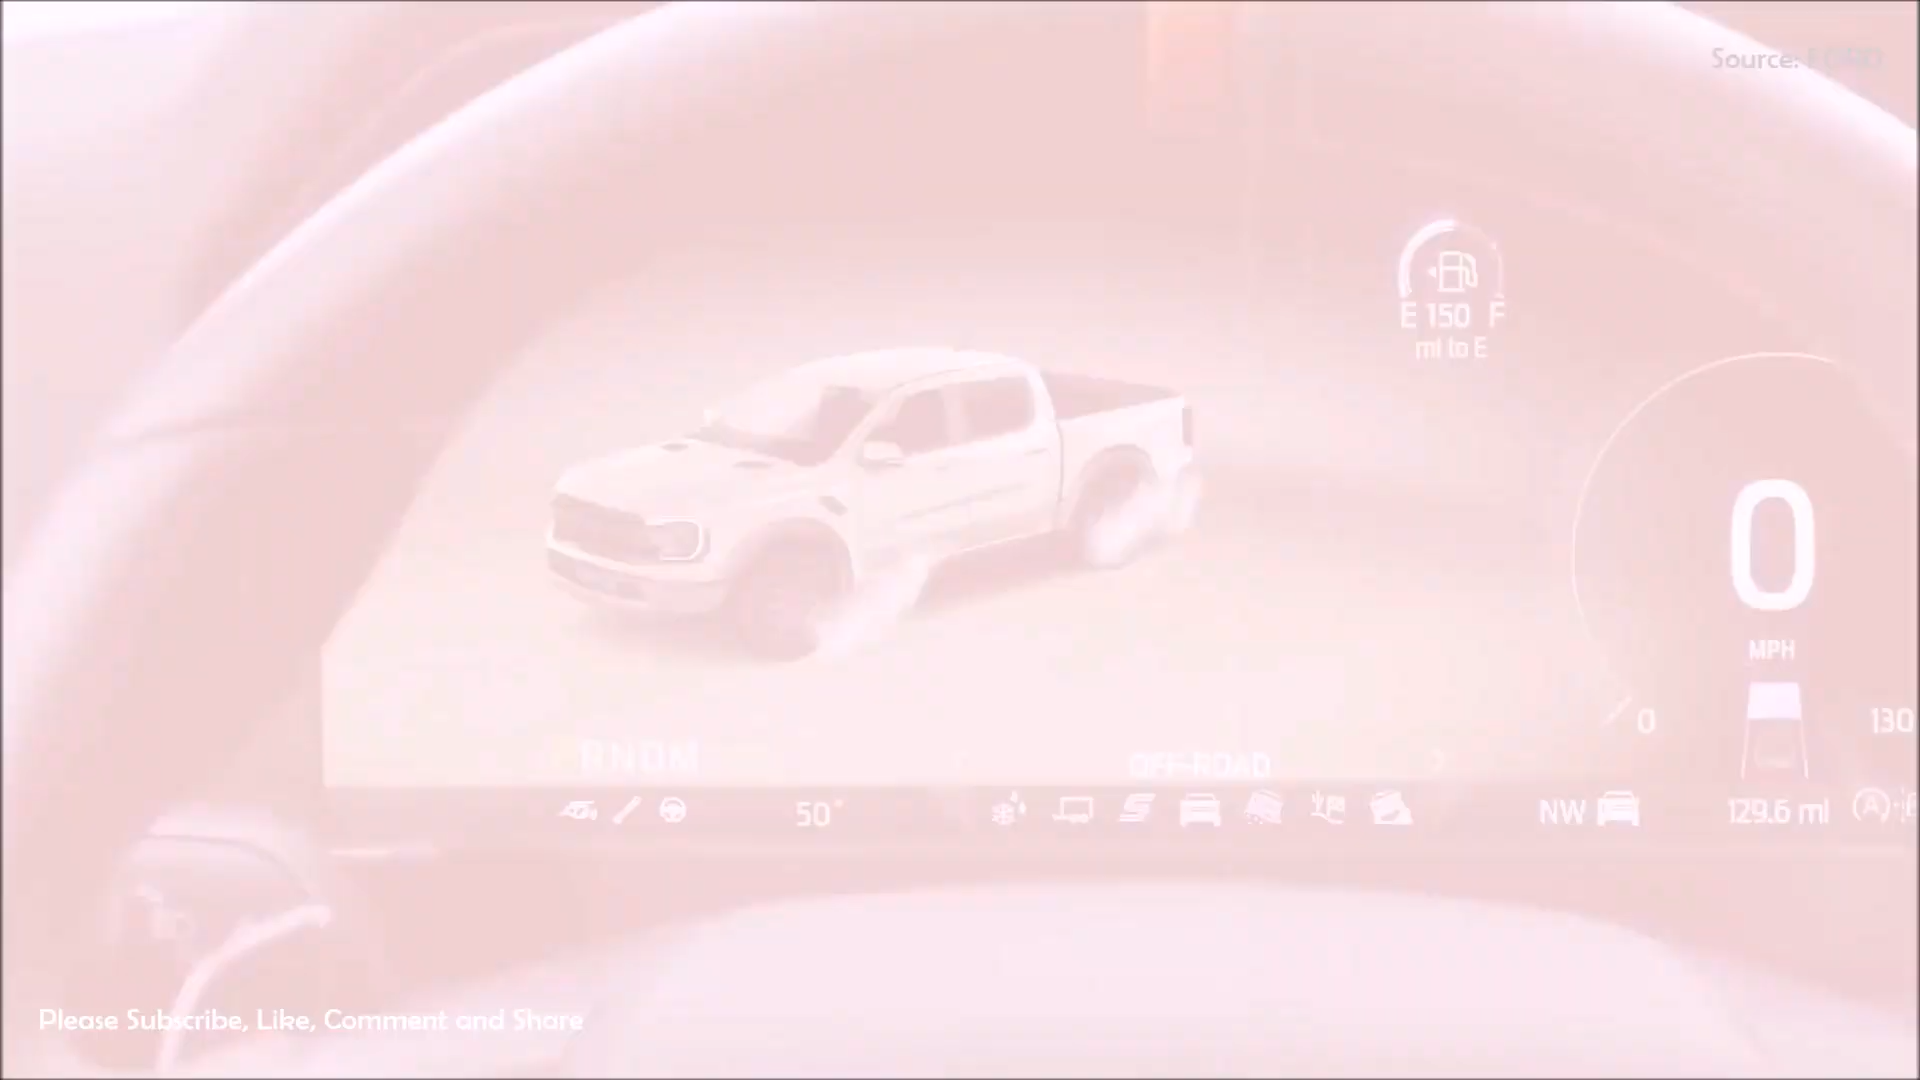 Source:
E 150 F
mi to E
0
MPH
0
130
OFF-ROAD
50°
NW
129.6 mi
Please Subscribe, Like, Comment and Share